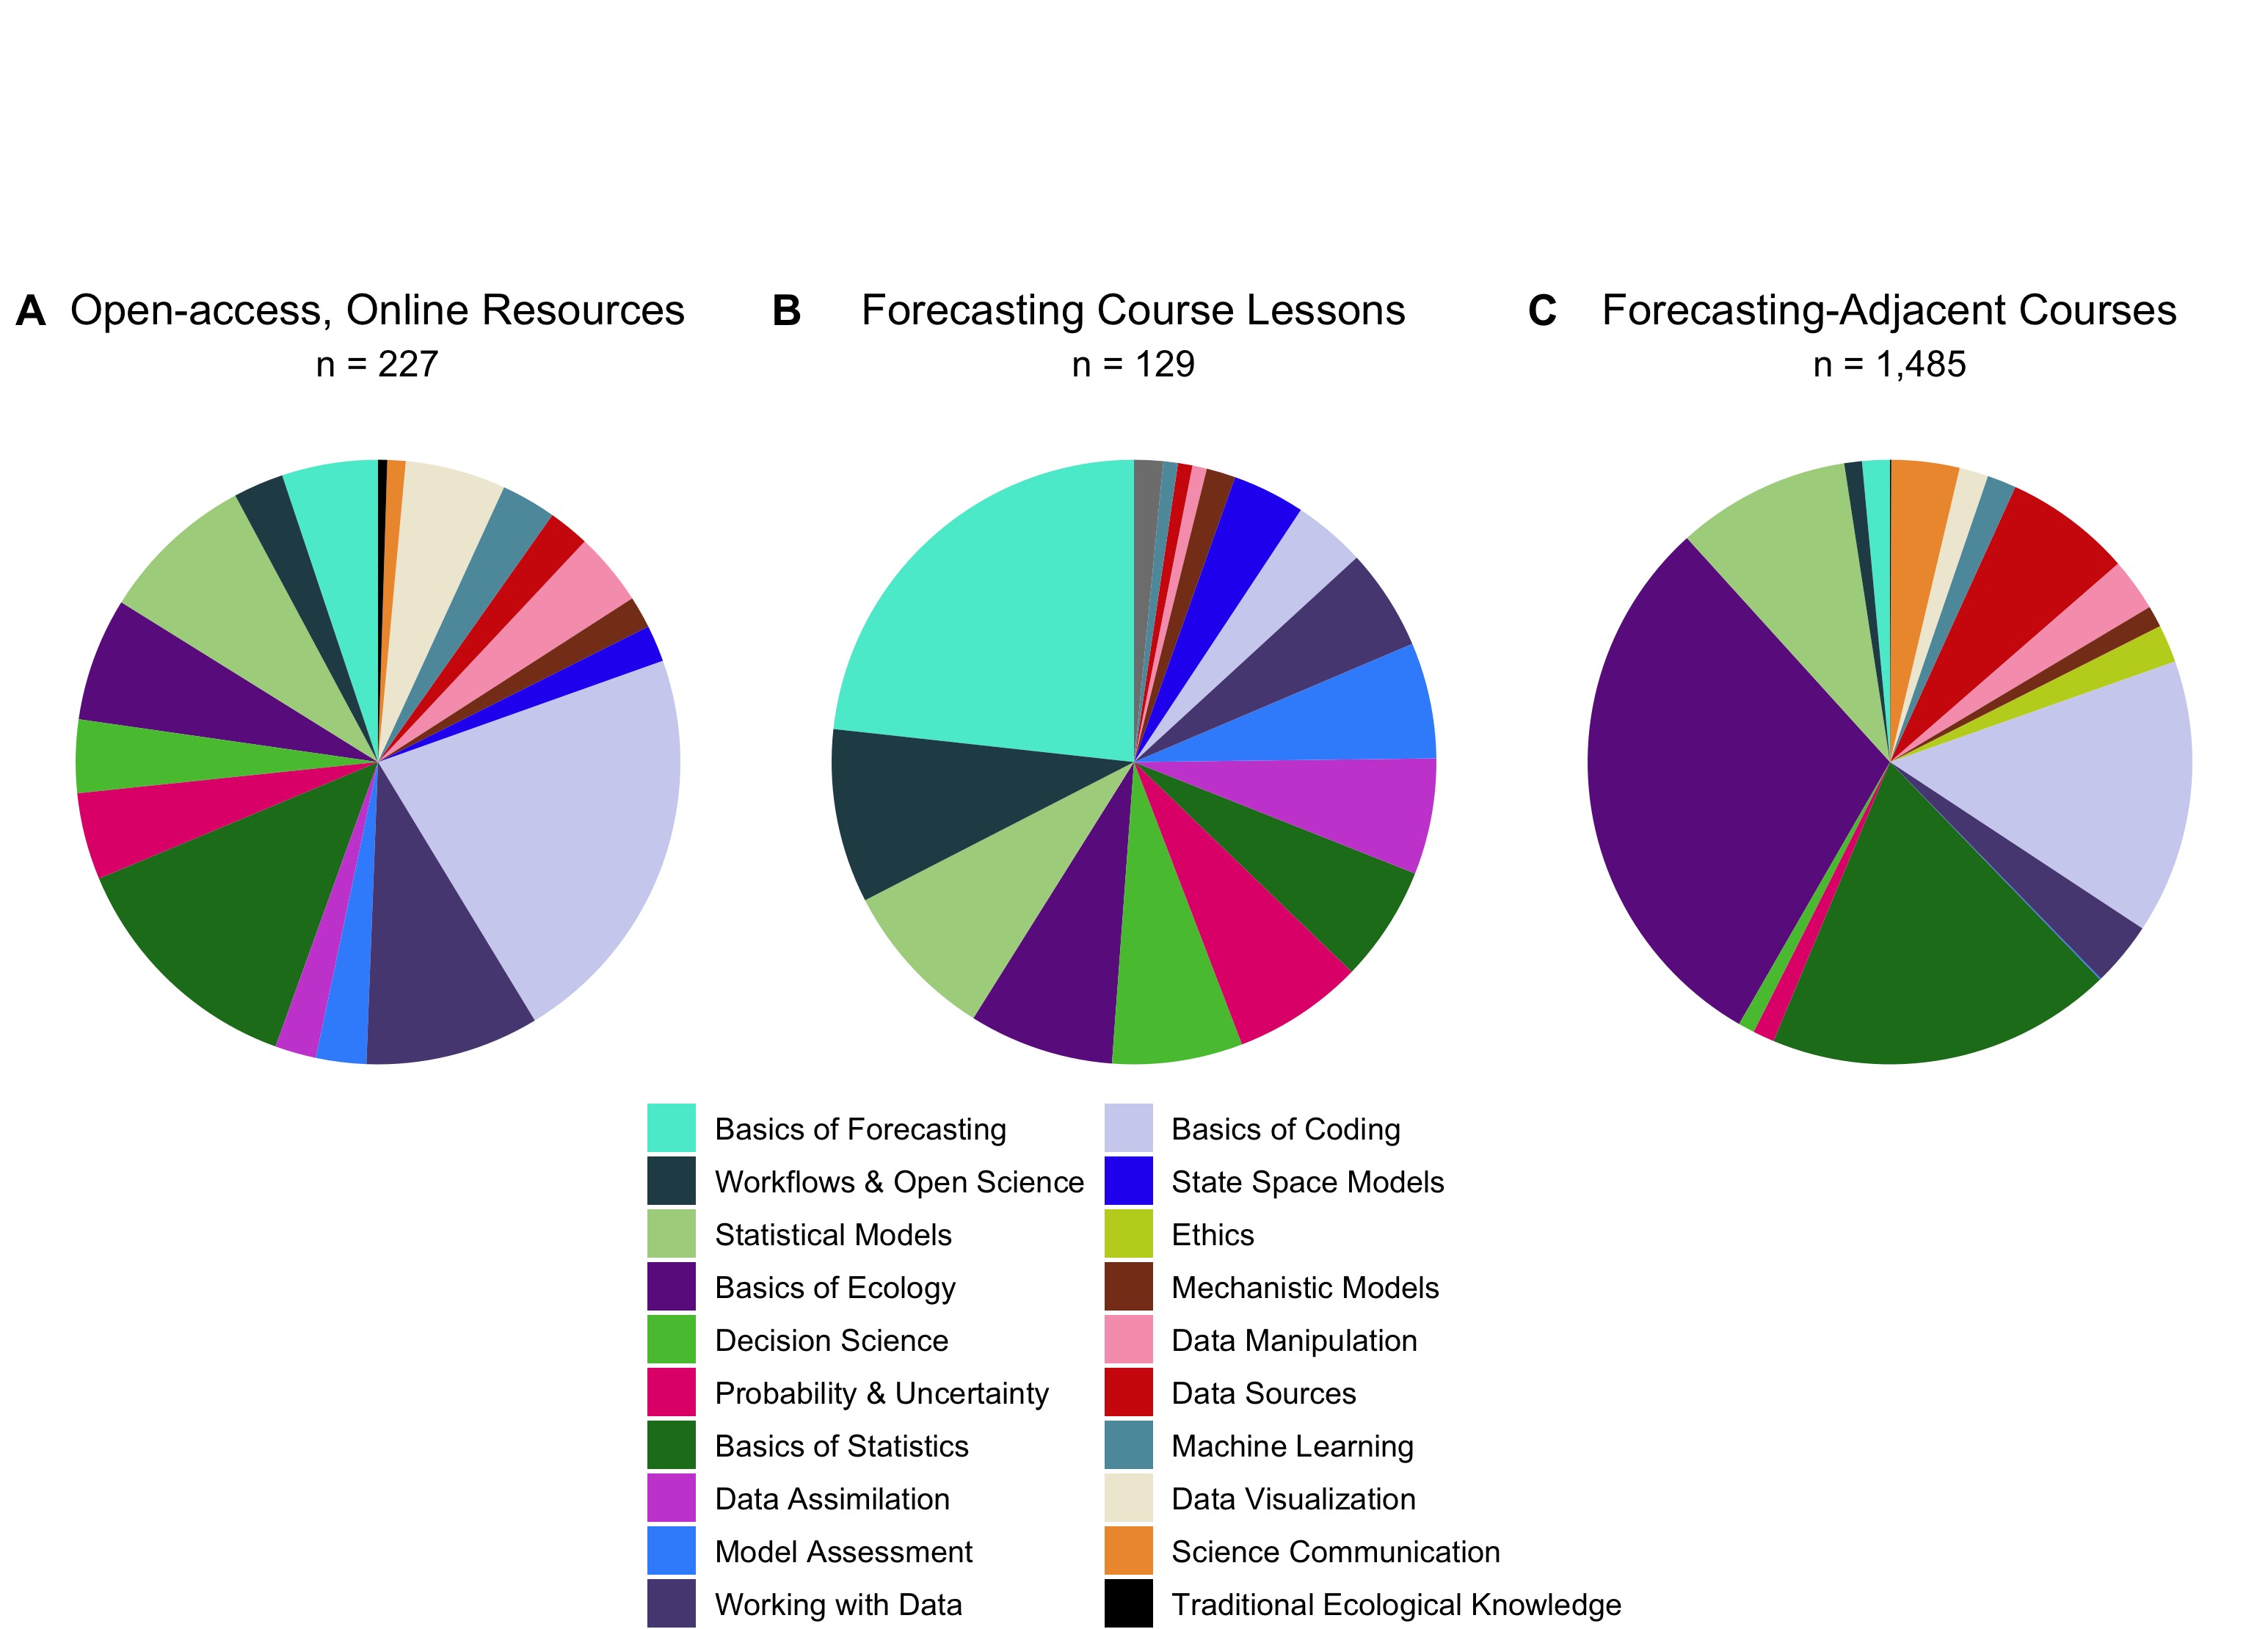 A Open-access, Online Resources
n = 227
B Forecasting Course Lessons
n = 129
C Forecasting-Adjacent Courses
n = 1,485
Basics of Forecasting
Workflows & Open Science
Statistical Models
Basics of Ecology
Decision Science
Probability & Uncertainty
Basics of Statistics
Data Assimilation
Model Assessment
Working with Data
Basics of Coding
State Space Models
Ethics
Mechanistic Models
Data Manipulation
Data Sources
Machine Learning
Data Visualization
Science Communication
Traditional Ecological Knowledge